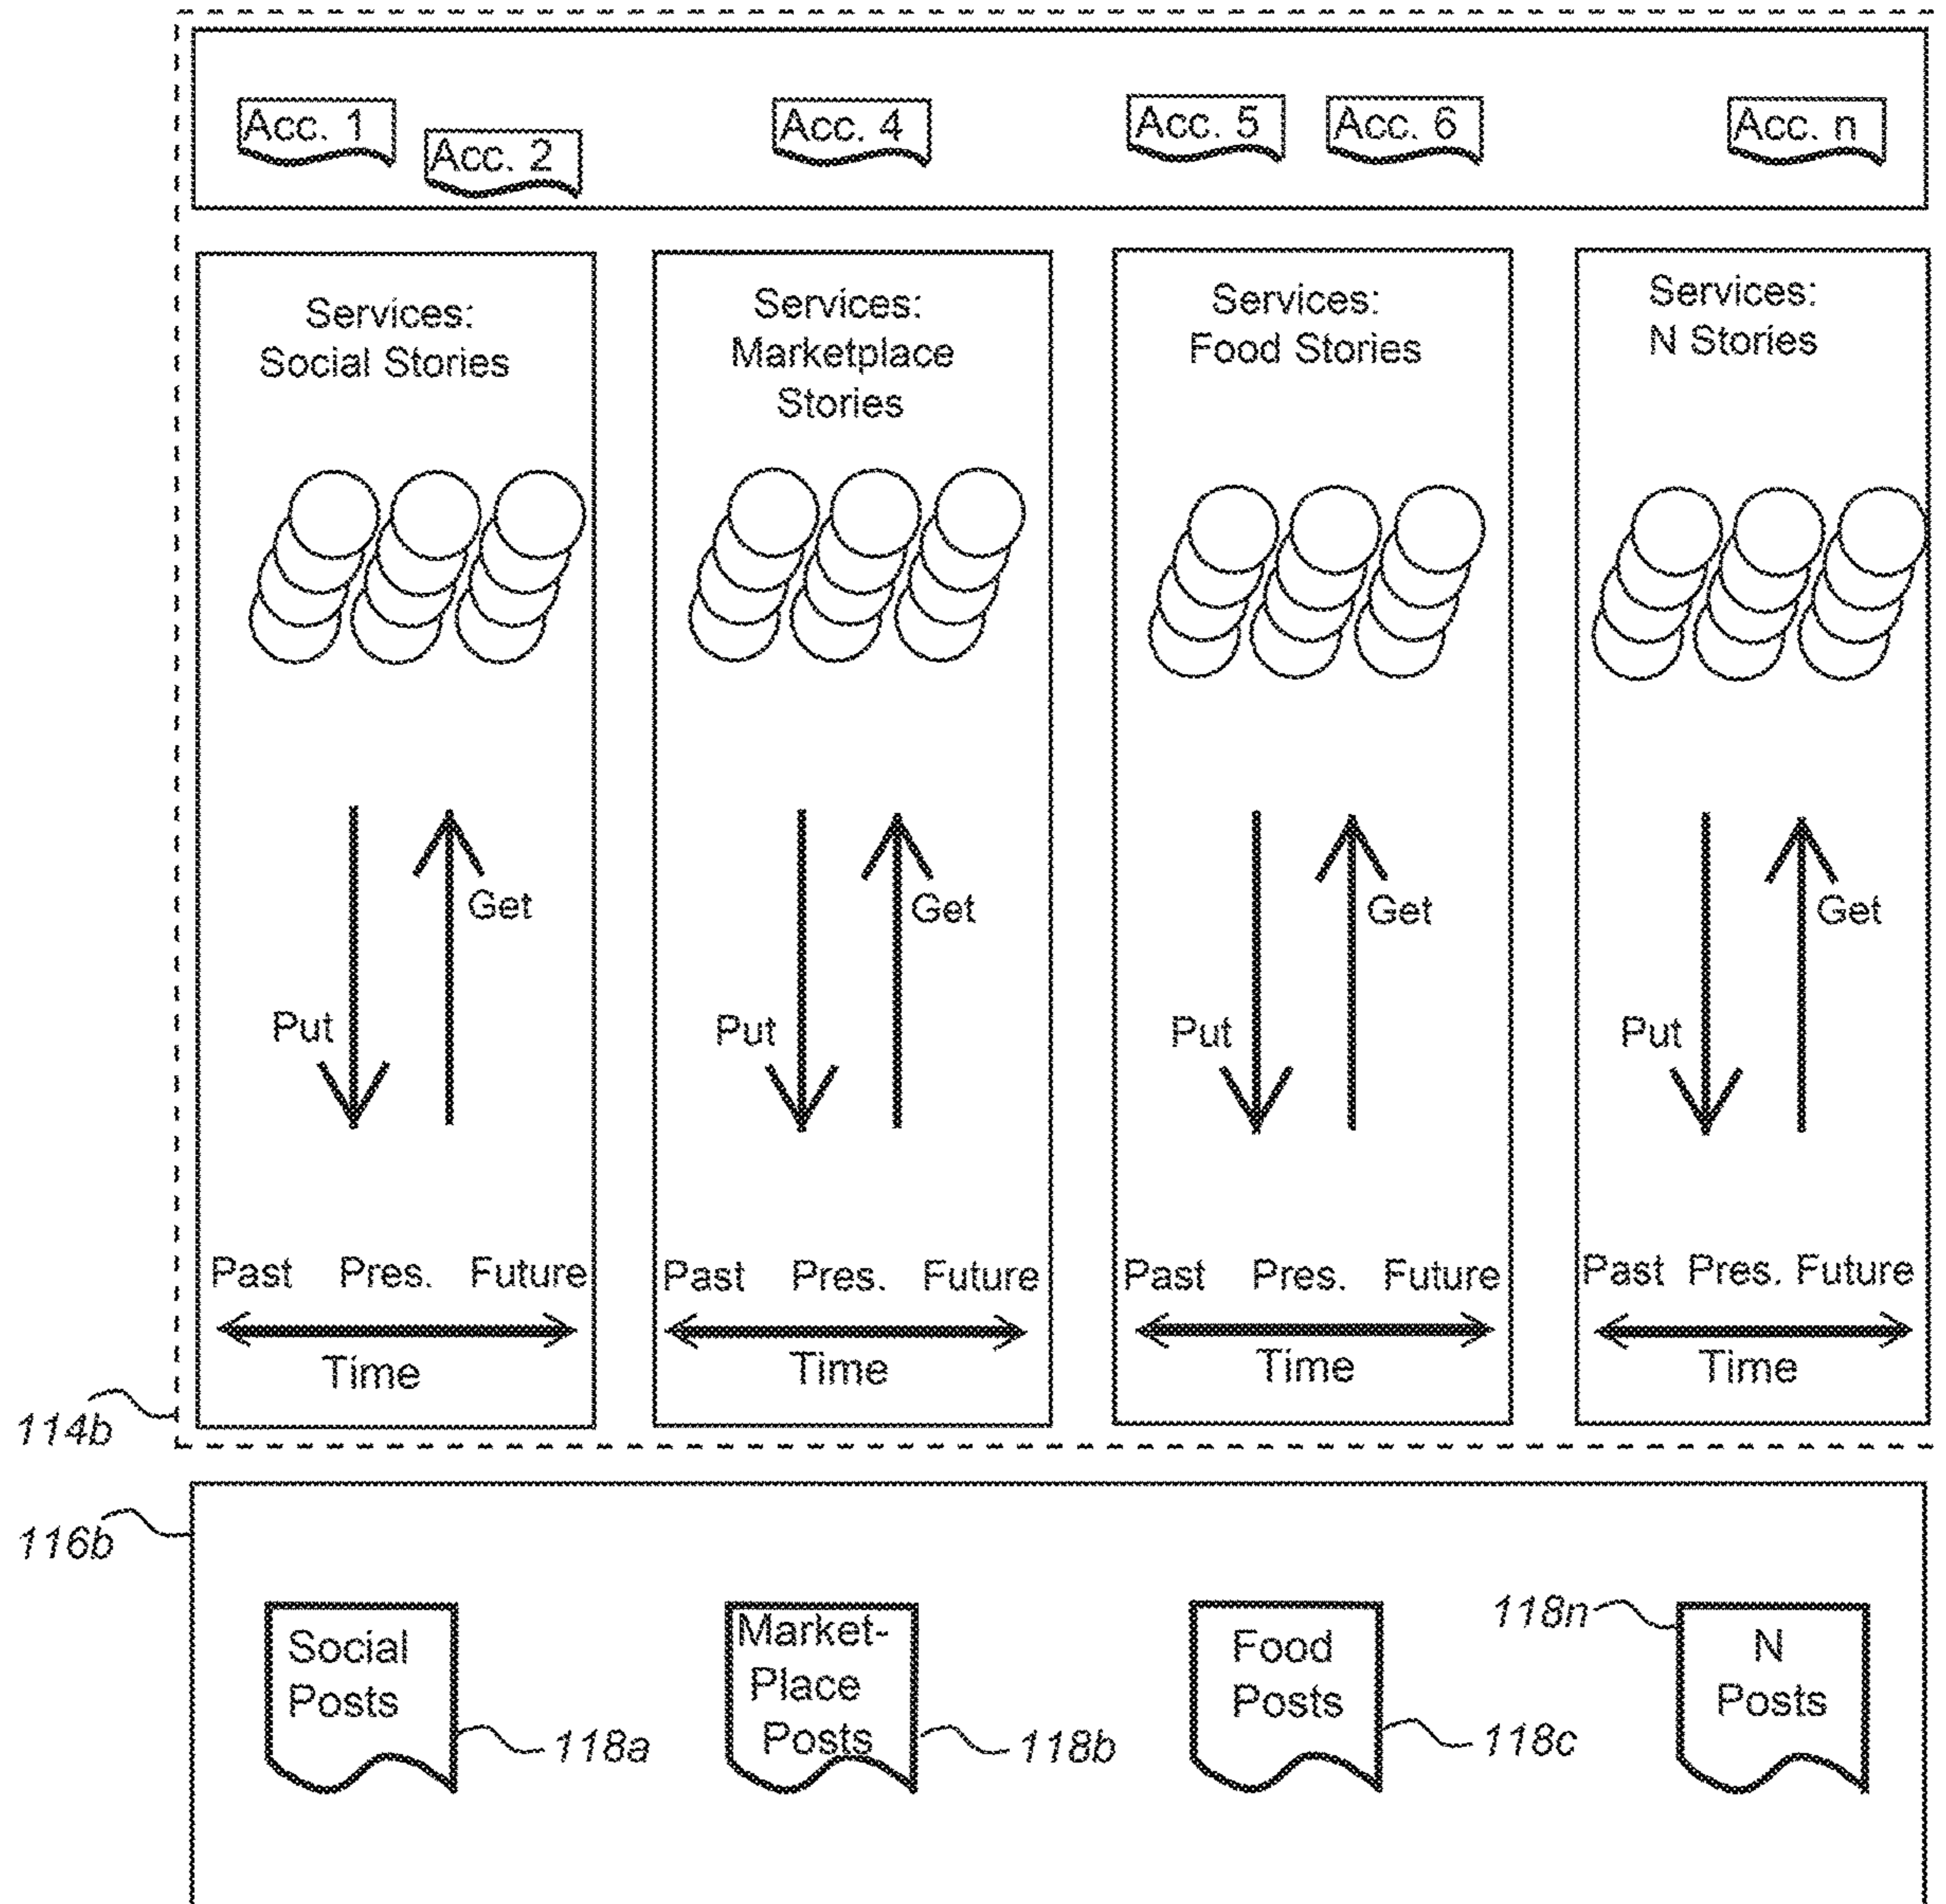 Acc. 1
Acc. 2
Acc. 4
Acc. 5
Acc. 6
Acc. n
Services:
Social Stories
Services:
Marketplace
Stories
Services:
Food Stories
Services:
N Stories
Get
Put
Get
Put
Get
Put
Get
Put
Past Pres. Future
Time
Past Pres. Future
Time
Past Pres. Future
Time
Past Pres. Future
Time
114b
116b
Social
Posts
118a
Market-
Place
Posts
118b
Food
Posts
118c
118n
N
Posts